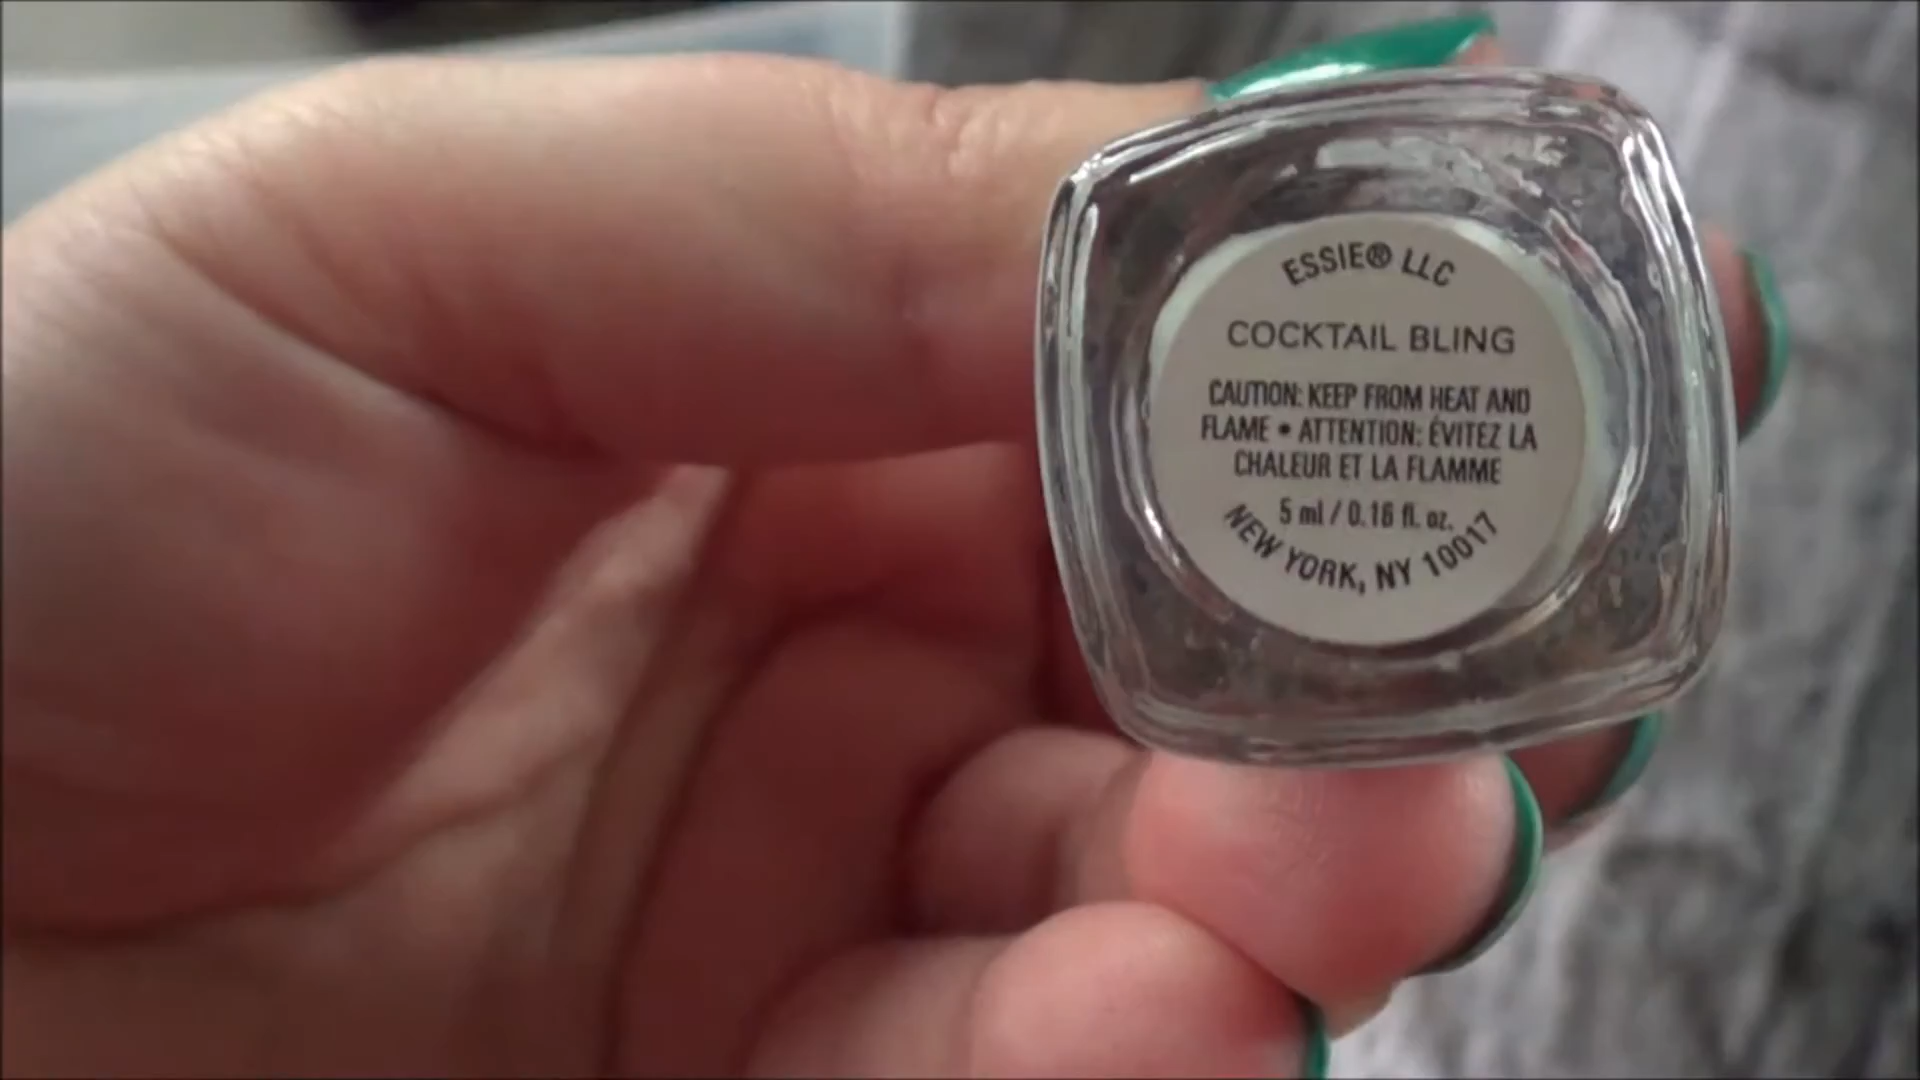 ESSIE® LLC
COCKTAIL BLING
CAUTION: KEEP FROM HEAT AND
FLAME • ATTENTION: ÉVITEZ LA
CHALEUR ET LA FLAMME
5 ml / 0.16 fl. oz.
NEW YORK, NY 10017